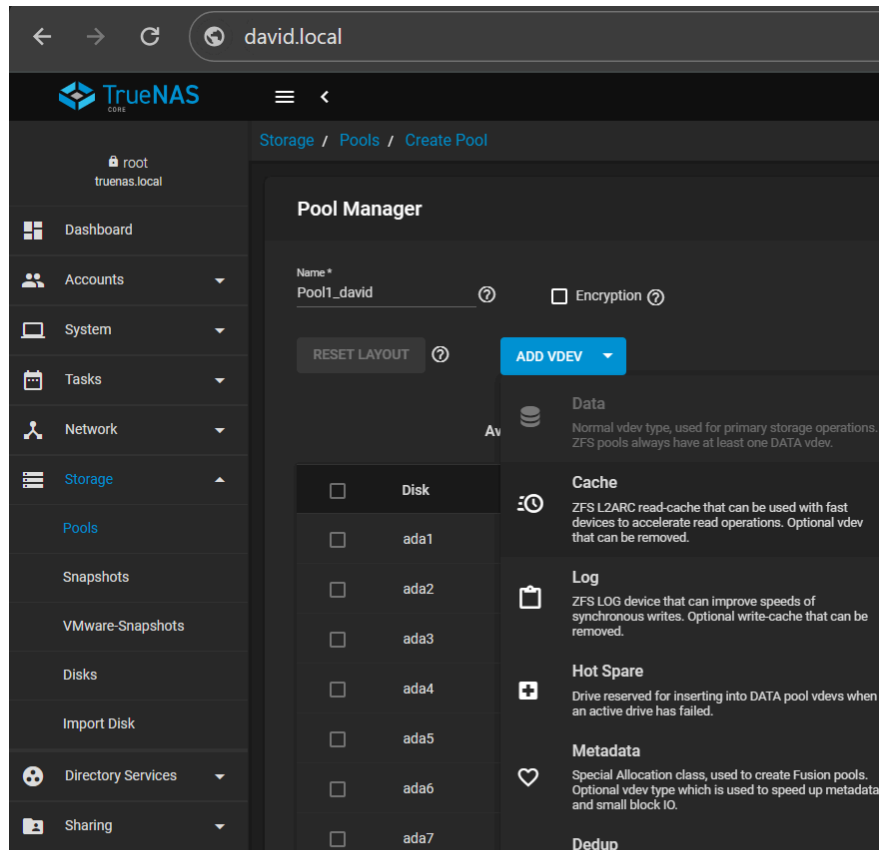 david.local
TrueNAS
CORE
Storage / Pools / Create Pool
root
truenas.local
Dashboard
Accounts
System
Tasks
Network
Storage
Pools
Snapshots
VMware-Snapshots
Disks
Import Disk
Directory Services
Sharing
Pool Manager
Name *
Pool1_david
Encryption
RESET LAYOUT
ADD VDEV
Av
Disk
ada1
ada2
ada3
ada4
ada5
ada6
ada7
Data
Normal vdev type, used for primary storage operations.
ZFS pools always have at least one DATA vdev.
Cache
ZFS L2ARC read-cache that can be used with fast
devices to accelerate read operations. Optional vdev
that can be removed.
Log
ZFS LOG device that can improve speeds of
synchronous writes. Optional write-cache that can be
removed.
Hot Spare
Drive reserved for inserting into DATA pool vdevs when
an active drive has failed.
Metadata
Special Allocation class, used to create Fusion pools.
Optional vdev type which is used to speed up metadata
and small block IO.
Dedup